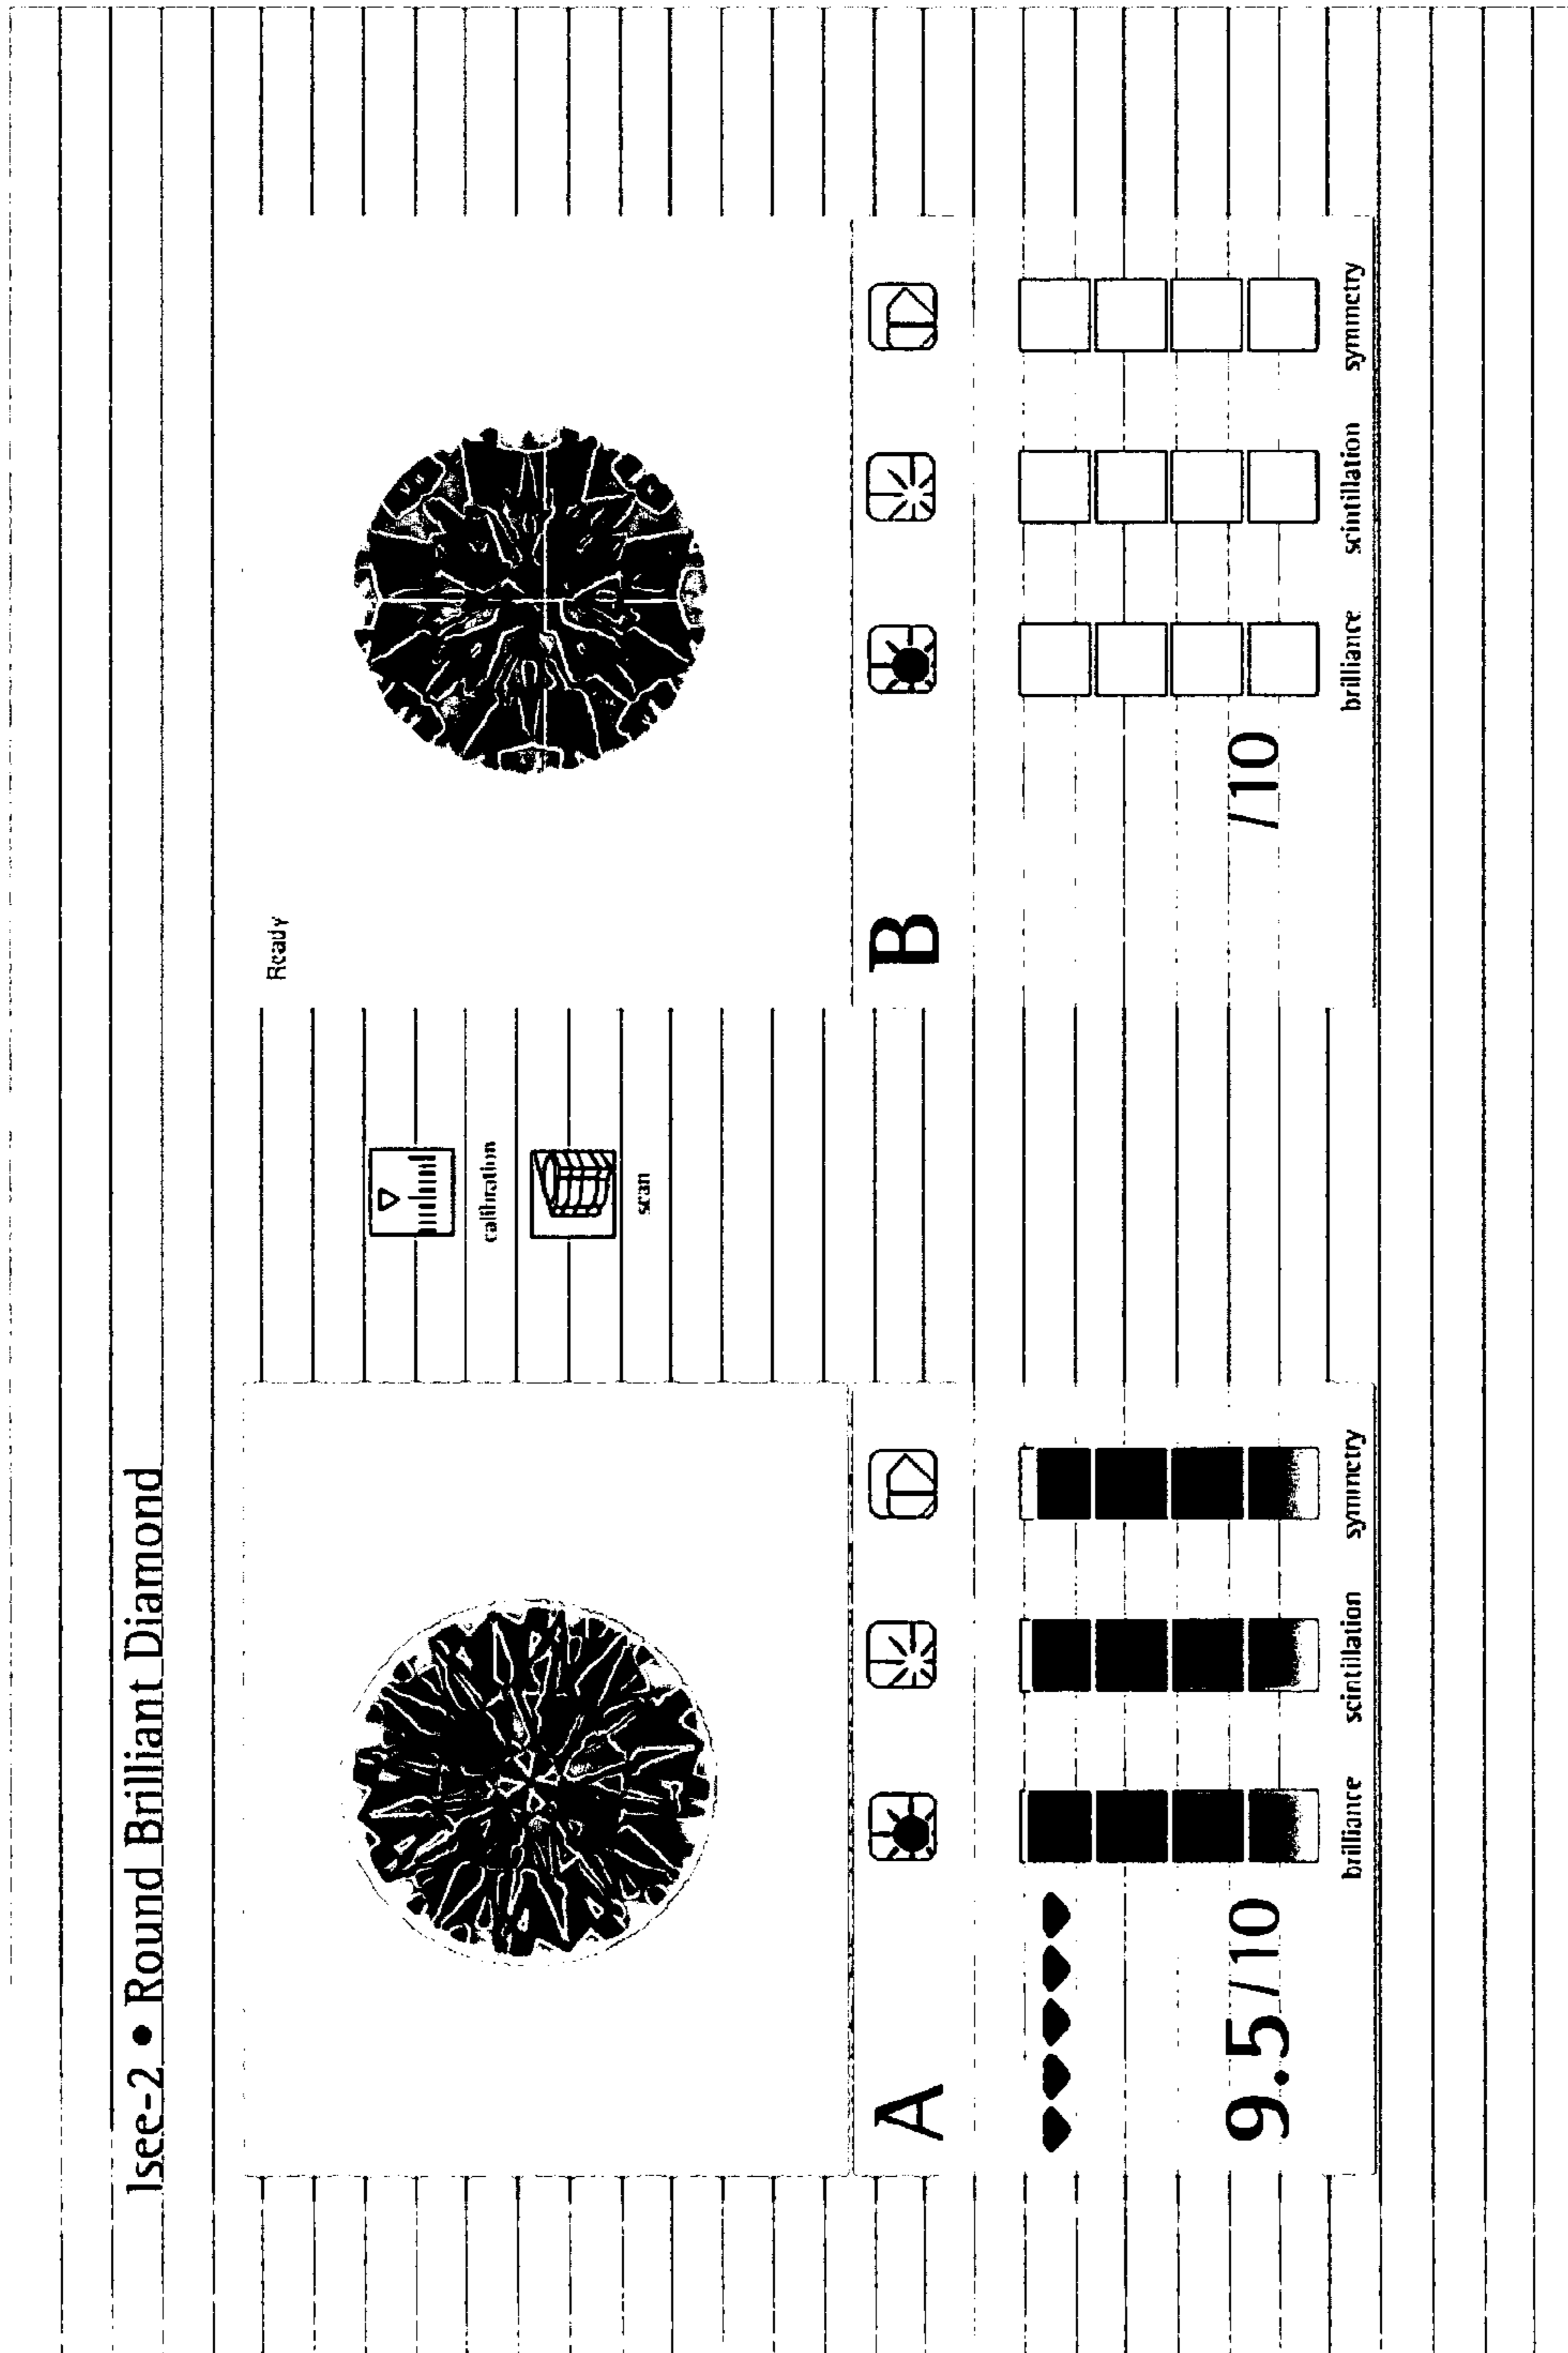 Isee-2 • Round Brilliant Diamond
calibration
scan
Ready
A
9.5 /10
brilliance
scintillation
symmetry
B
/10
brilliance
scintillation
symmetry